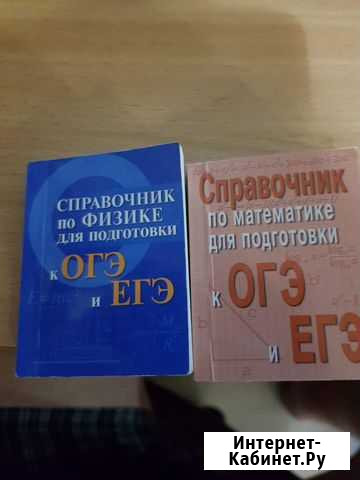 СПРАВОЧНИК
по ФИЗИКЕ
для подготовки
к ОГЭ
и ЕГЭ
Справочник
по математике
для подготовки
к ОГЭ
и ЕГЭ
Интернет-
Кабинет.Ру